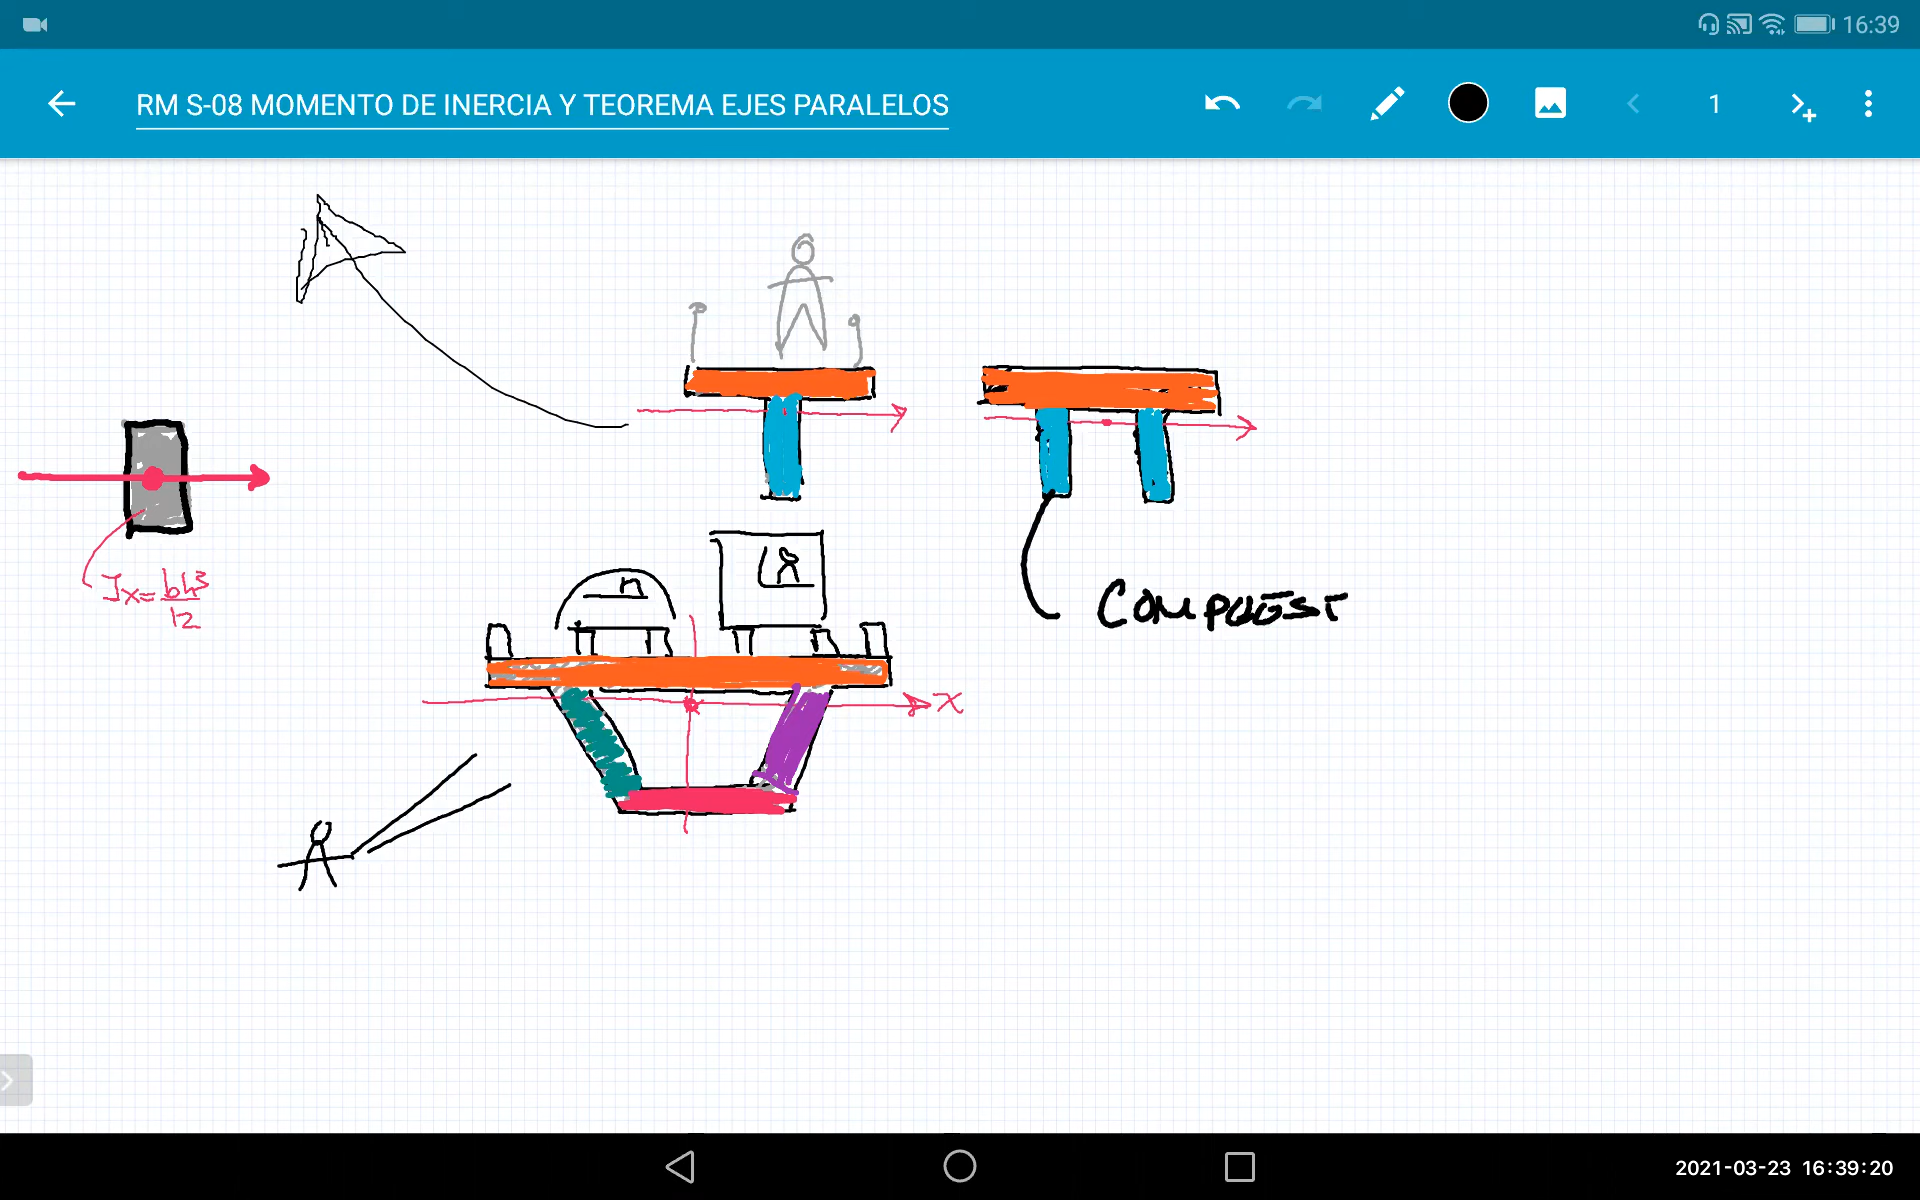 16:39
RM S-08 MOMENTO DE INERCIA Y TEOREMA EJES PARALELOS
1
Ix = bh³/12
COMPUEST
X
2021-03-23 16:39:20